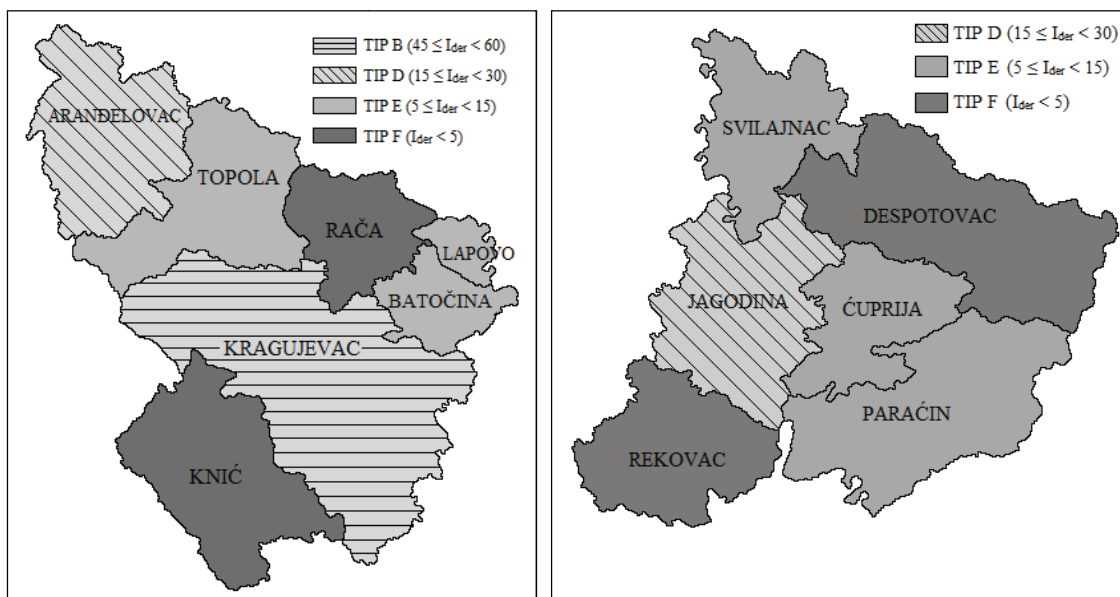 TIP B (45 ≤ Ider < 60)
TIP D (15 ≤ Ider < 30)
TIP E (5 ≤ Ider < 15)
TIP F (Ider < 5)
ARANĐELOVAC
TOPOLA
RAČA
LAPOVO
BATOČINA
KRAGUJEVAC
KNIĆ
TIP D (15 ≤ Ider < 30)
TIP E (5 ≤ Ider < 15)
TIP F (Ider < 5)
SVILAJNAC
DESPOTOVAC
JAGODINA
ĆUPRIJA
PARAĆIN
REKOVAC